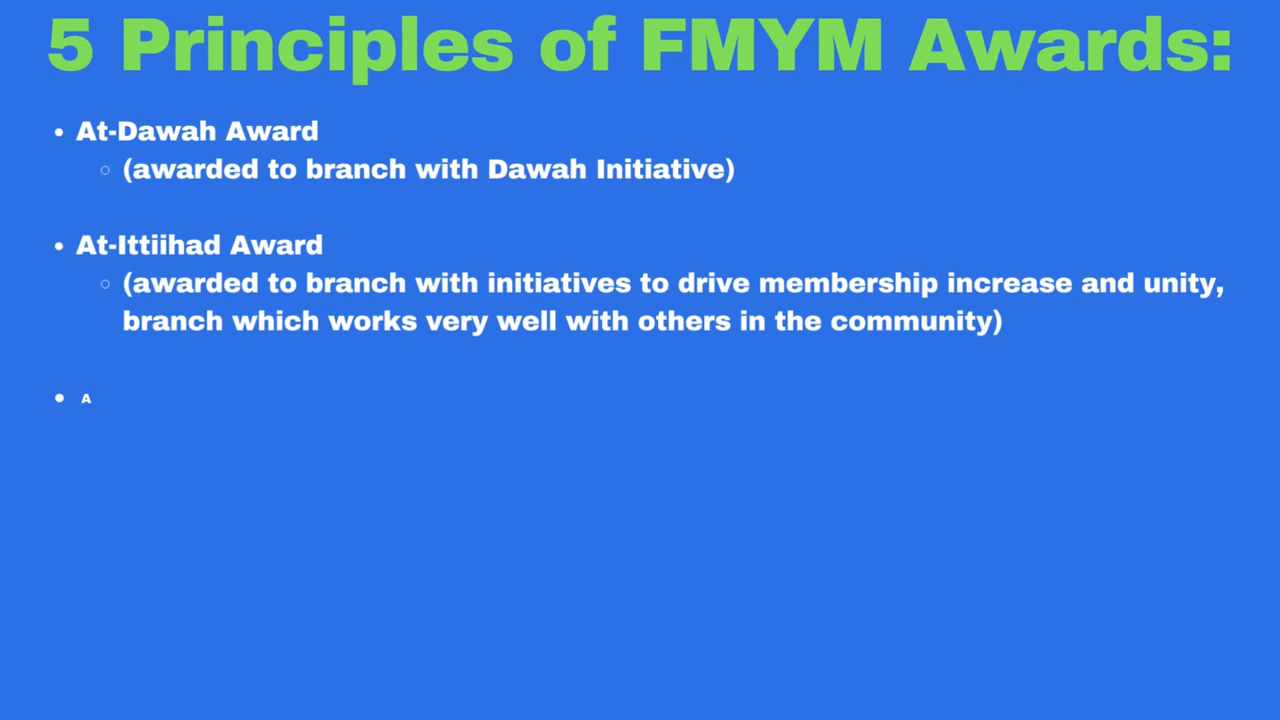 5 Principles of FMYM Awards:
At-Dawah Award
(awarded to branch with Dawah Initiative)
At-Ittiihad Award
(awarded to branch with initiatives to drive membership increase and unity,
branch which works very well with others in the community)
A